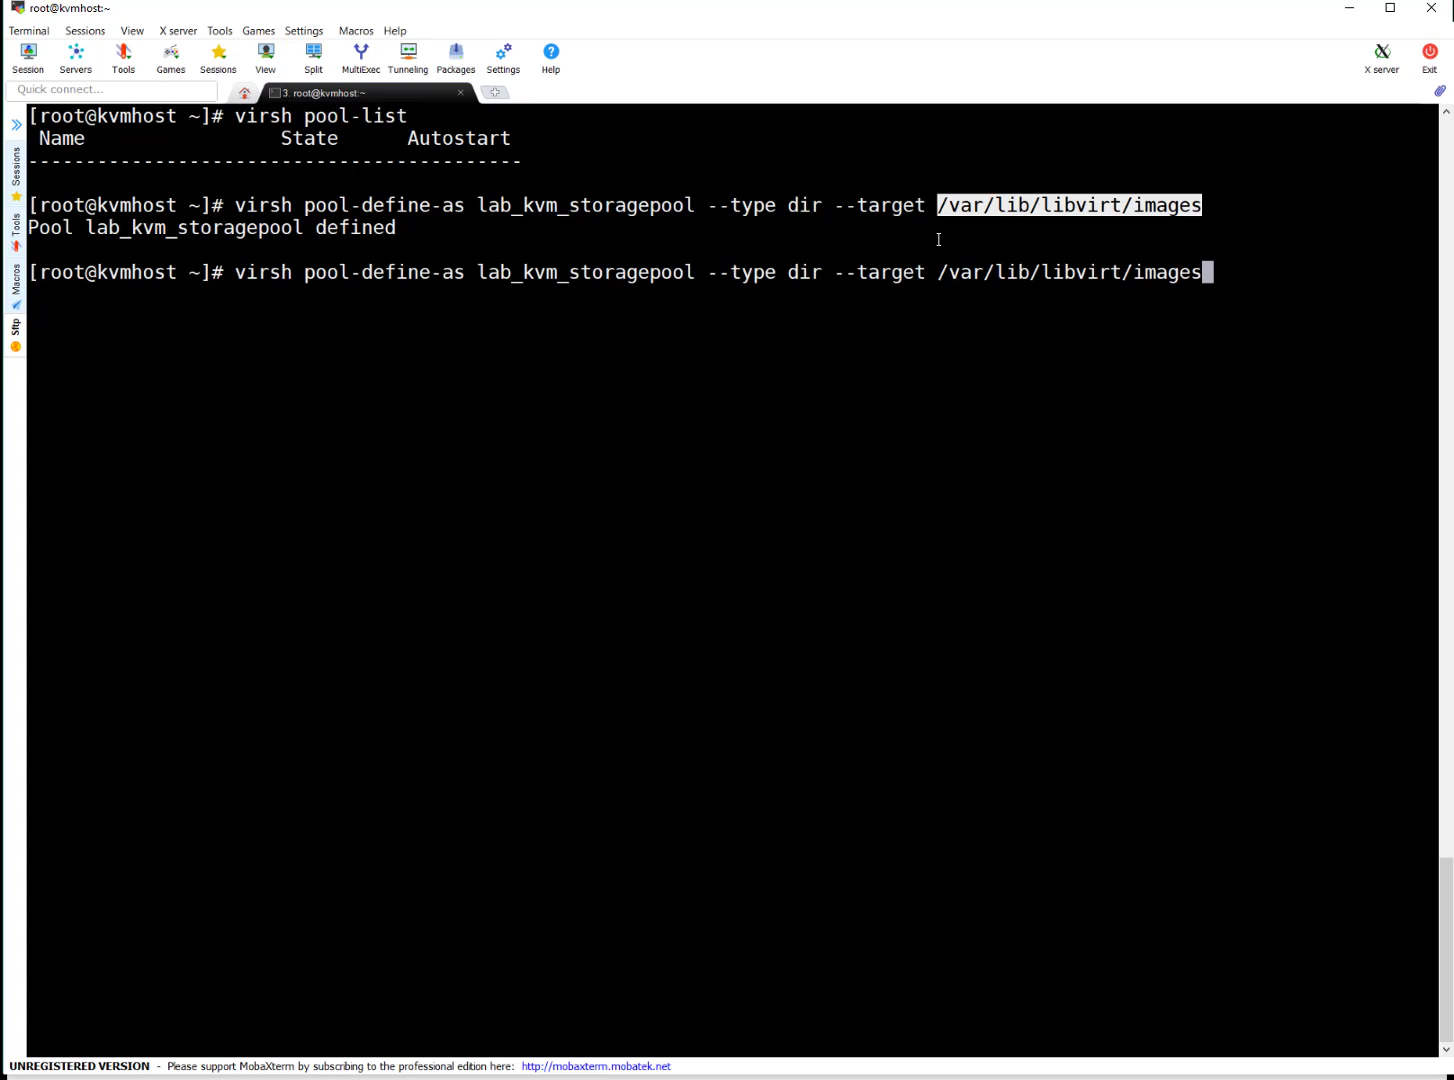 root@kvmhost:~
Terminal Sessions View X server Tools Games Settings Macros Help
Session Servers Tools Games Sessions View Split MultiExec Tunneling Packages Settings Help X server Exit
Quick connect...
3. root@kvmhost:~
[root@kvmhost ~]# virsh pool-list
Name State Autostart
-------------------------------------------
[root@kvmhost ~]# virsh pool-define-as lab_kvm_storagepool --type dir --target /var/lib/libvirt/images
Pool lab_kvm_storagepool defined
[root@kvmhost ~]# virsh pool-define-as lab_kvm_storagepool --type dir --target /var/lib/libvirt/images
Sessions
Tools
Macros
Sftp
UNREGISTERED VERSION - Please support MobaXterm by subscribing to the professional edition here: http://mobaxterm.mobatek.net